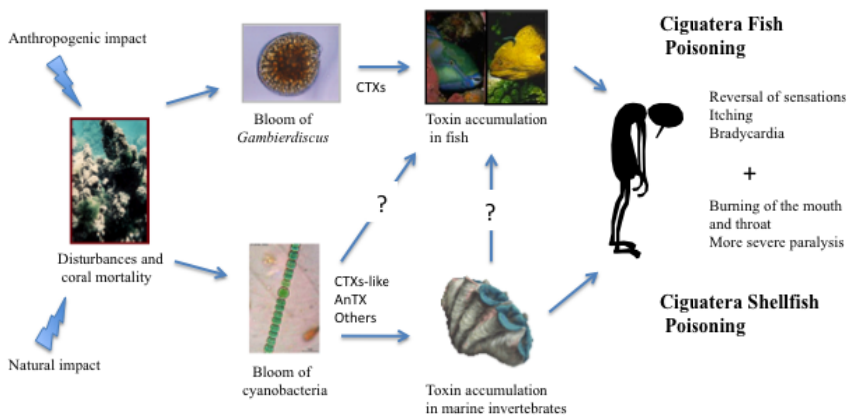 Anthropogenic impact
Disturbances and
coral mortality
Natural impact
Bloom of
Gambierdiscus
CTXs
Toxin accumulation
in fish
?
?
Bloom of
cyanobacteria
CTXs-like
AnTX
Others
Toxin accumulation
in marine invertebrates
Ciguatera Fish
Poisoning
Reversal of sensations
Itching
Bradycardia
+
Burning of the mouth
and throat
More severe paralysis
Ciguatera Shellfish
Poisoning